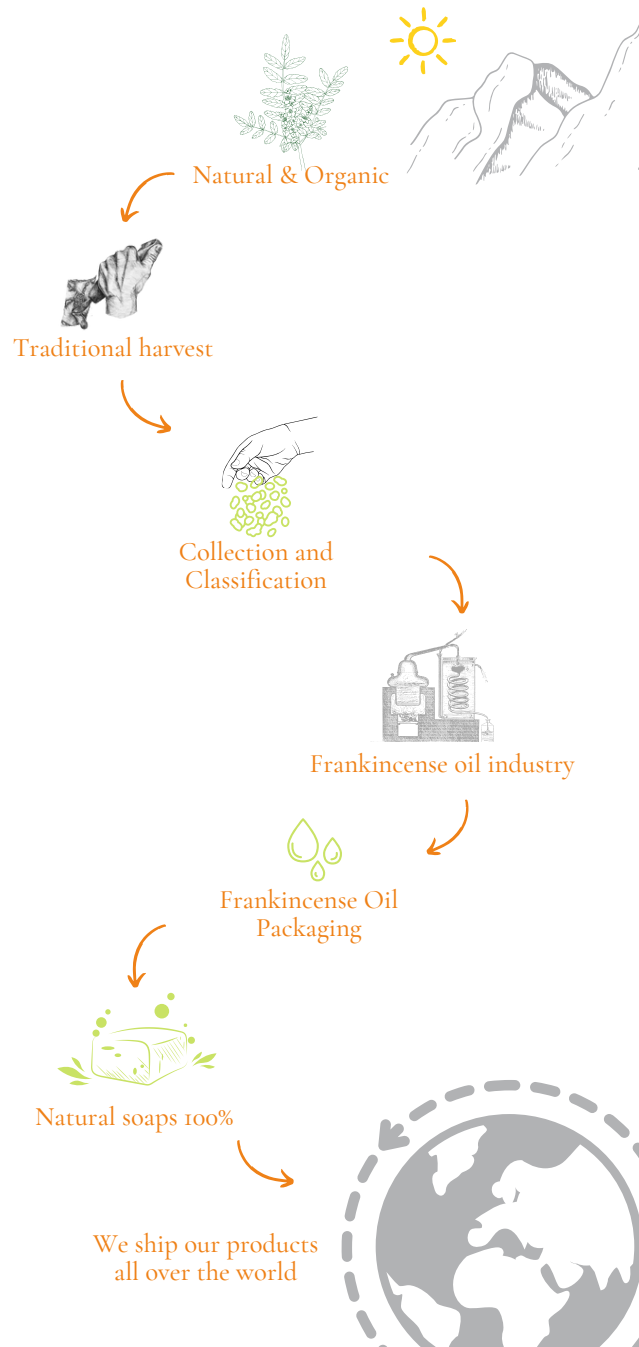 Natural & Organic
Traditional harvest
Collection and
Classification
Frankincense oil industry
Frankincense Oil
Packaging
Natural soaps 100%
We ship our products
all over the world